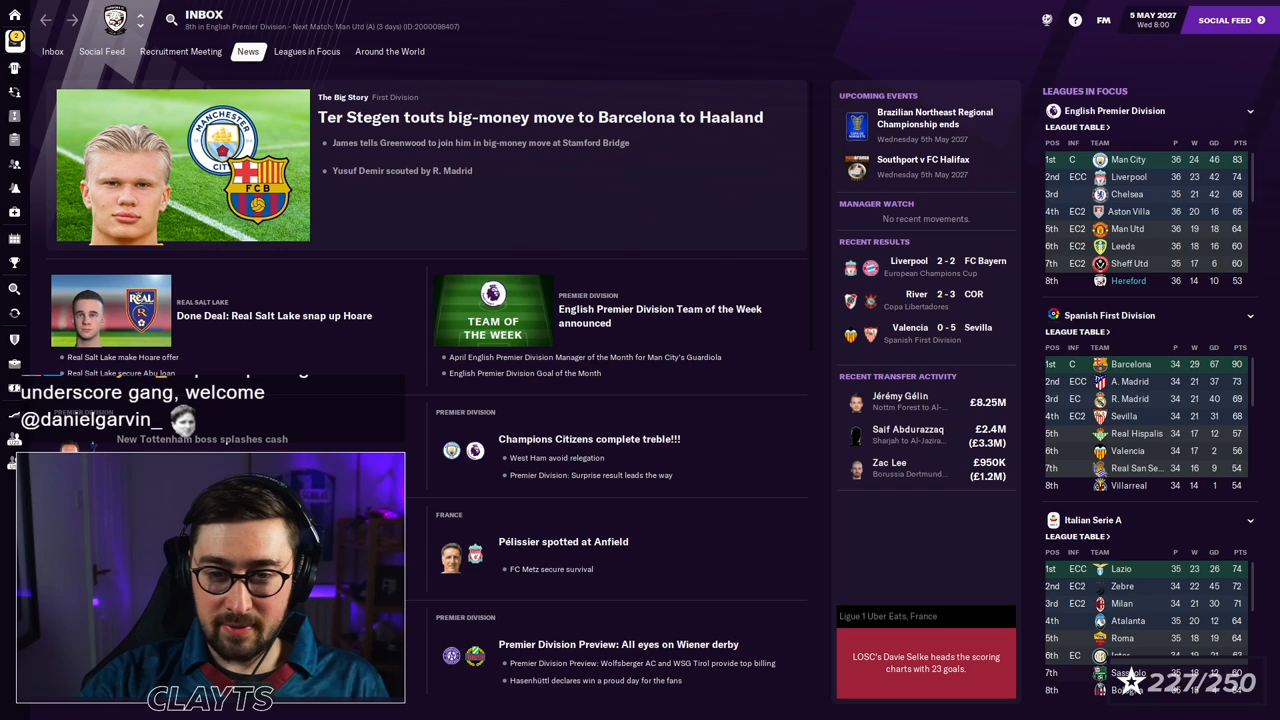 INBOX
8th in English Premier Division - Next Match: Man Utd (A) (3 days) (ID:2000098407)
FM
5 MAY 2027
Wed 8:00
SOCIAL FEED
2
Inbox Social Feed Recruitment Meeting News Leagues in Focus Around the World
The Big Story First Division
Ter Stegen touts big-money move to Barcelona to Haaland
James tells Greenwood to join him in big-money move at Stamford Bridge
Yusuf Demir scouted by R. Madrid
MANCHESTER
CITY
FCB
REAL SALT LAKE
Done Deal: Real Salt Lake snap up Hoare
Real Salt Lake make Hoare offer
Real Salt Lake secure Abu loan
TEAM OF
THE WEEK
PREMIER DIVISION
English Premier Division Team of the Week
announced
April English Premier Division Manager of the Month for Man City's Guardiola
English Premier Division Goal of the Month
underscore gang, welcome
@danielgarvin_
PREMIER DIVISION
New Tottenham boss splashes cash
PREMIER DIVISION
Champions Citizens complete treble!!!
West Ham avoid relegation
Premier Division: Surprise result leads the way
FRANCE
Pélissier spotted at Anfield
FC Metz secure survival
PREMIER DIVISION
Premier Division Preview: All eyes on Wiener derby
Premier Division Preview: Wolfsberger AC and WSG Tirol provide top billing
Hasenhüttl declares win a proud day for the fans
CLAYTS
UPCOMING EVENTS
Brazilian Northeast Regional
Championship ends
Wednesday 5th May 2027
Southport v FC Halifax
Wednesday 5th May 2027
MANAGER WATCH
No recent movements.
RECENT RESULTS
Liverpool 2 - 2 FC Bayern
European Champions Cup
River 2 - 3 COR
Copa Libertadores
Valencia 0 - 5 Sevilla
Spanish First Division
RECENT TRANSFER ACTIVITY
Jérémy Gélin £8.25M
Nottm Forest to Al-...
Saif Abdurazzaq £2.4M
Sharjah to Al-Jazira... (£3.3M)
Zac Lee £950K
Borussia Dortmund... (£1.2M)
Ligue 1 Uber Eats, France
LOSC's Davie Selke heads the scoring
charts with 23 goals.
LEAGUES IN FOCUS
English Premier Division
LEAGUE TABLE
POS INF TEAM P W GD PTS
1st C Man City 36 24 46 83
2nd ECC Liverpool 36 23 42 74
3rd C Chelsea 35 21 42 68
4th EC2 Aston Villa 36 20 16 65
5th EC2 Man Utd 36 18 18 60
6th EC2 Leeds 36 18 16 60
7th EC2 Sheff Utd 35 17 6 60
8th Hereford 36 14 10 53
Spanish First Division
LEAGUE TABLE
POS INF TEAM P W GD PTS
1st C Barcelona 34 29 67 90
2nd ECC A. Madrid 34 21 37 73
3rd EC R. Madrid 34 21 40 69
4th EC2 Sevilla 34 21 31 68
5th Real Hispalis 34 17 12 57
6th Valencia 34 17 2 56
7th Real San Se... 34 16 9 54
8th Villarreal 34 14 1 54
Italian Serie A
LEAGUE TABLE
POS INF TEAM P W GD PTS
1st ECC Lazio 35 23 26 74
2nd ECC Zebre 34 22 45 72
3rd EC2 Milan 34 21 30 71
4th Atalanta 34 20 12 64
5th Roma 35 18 19 64
6th EC Inter
7th Sassuolo
8th
227/250